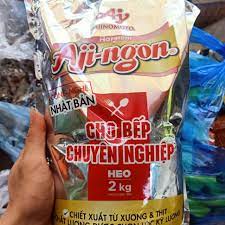 AJINOMOTO
Aji-ngon
NHẬT BẢN
CHO BẾP
CHUYÊN NGHIỆP
HEO
2 kg
CHIẾT XUẤT TỪ XƯƠNG & THỊT